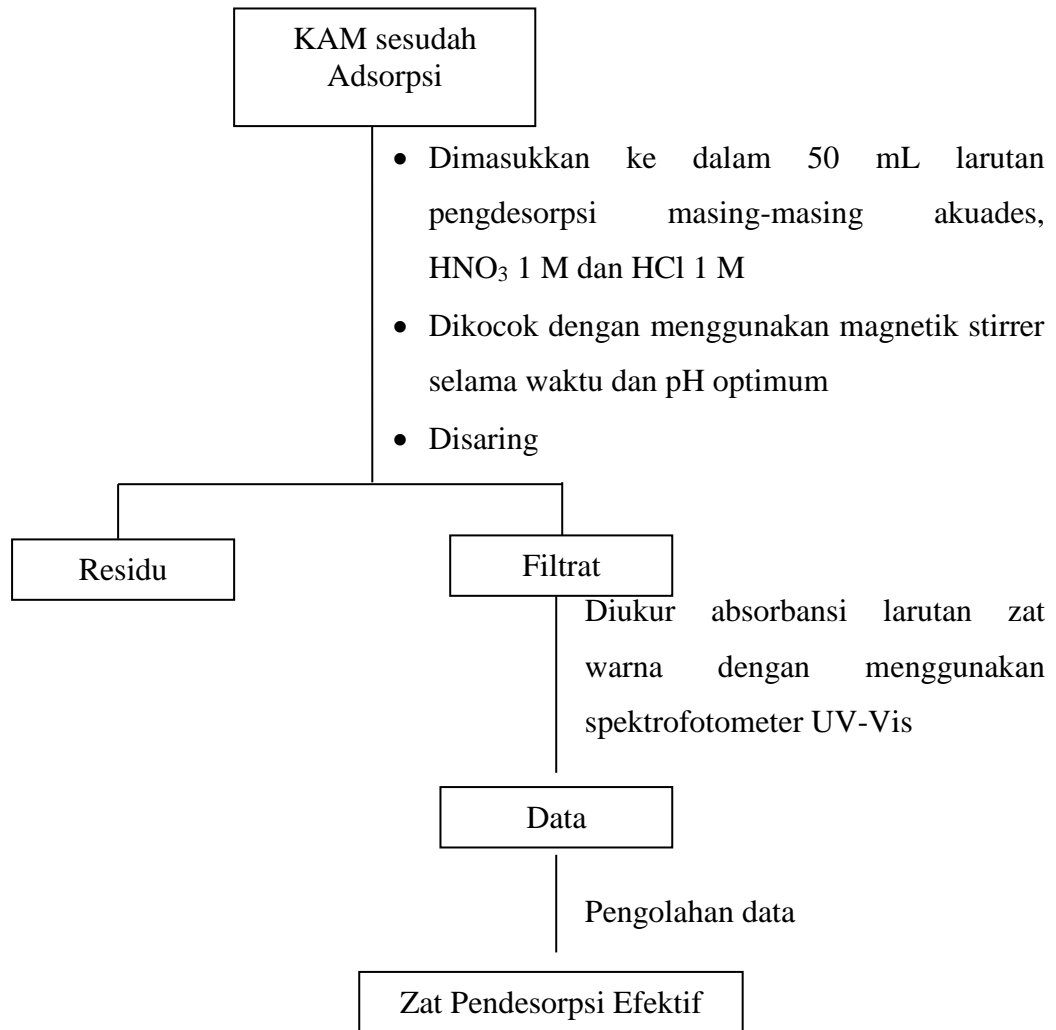 KAM sesudah
Adsorpsi
• Dimasukkan ke dalam 50 mL larutan
pengdesorpsi masing-masing akuades,
HNO₃ 1 M dan HCl 1 M
• Dikocok dengan menggunakan magnetik stirrer
selama waktu dan pH optimum
• Disaring
Residu
Filtrat
Diukur absorbansi larutan zat
warna dengan menggunakan
spektrofotometer UV-Vis
Data
Pengolahan data
Zat Pendesorpsi Efektif